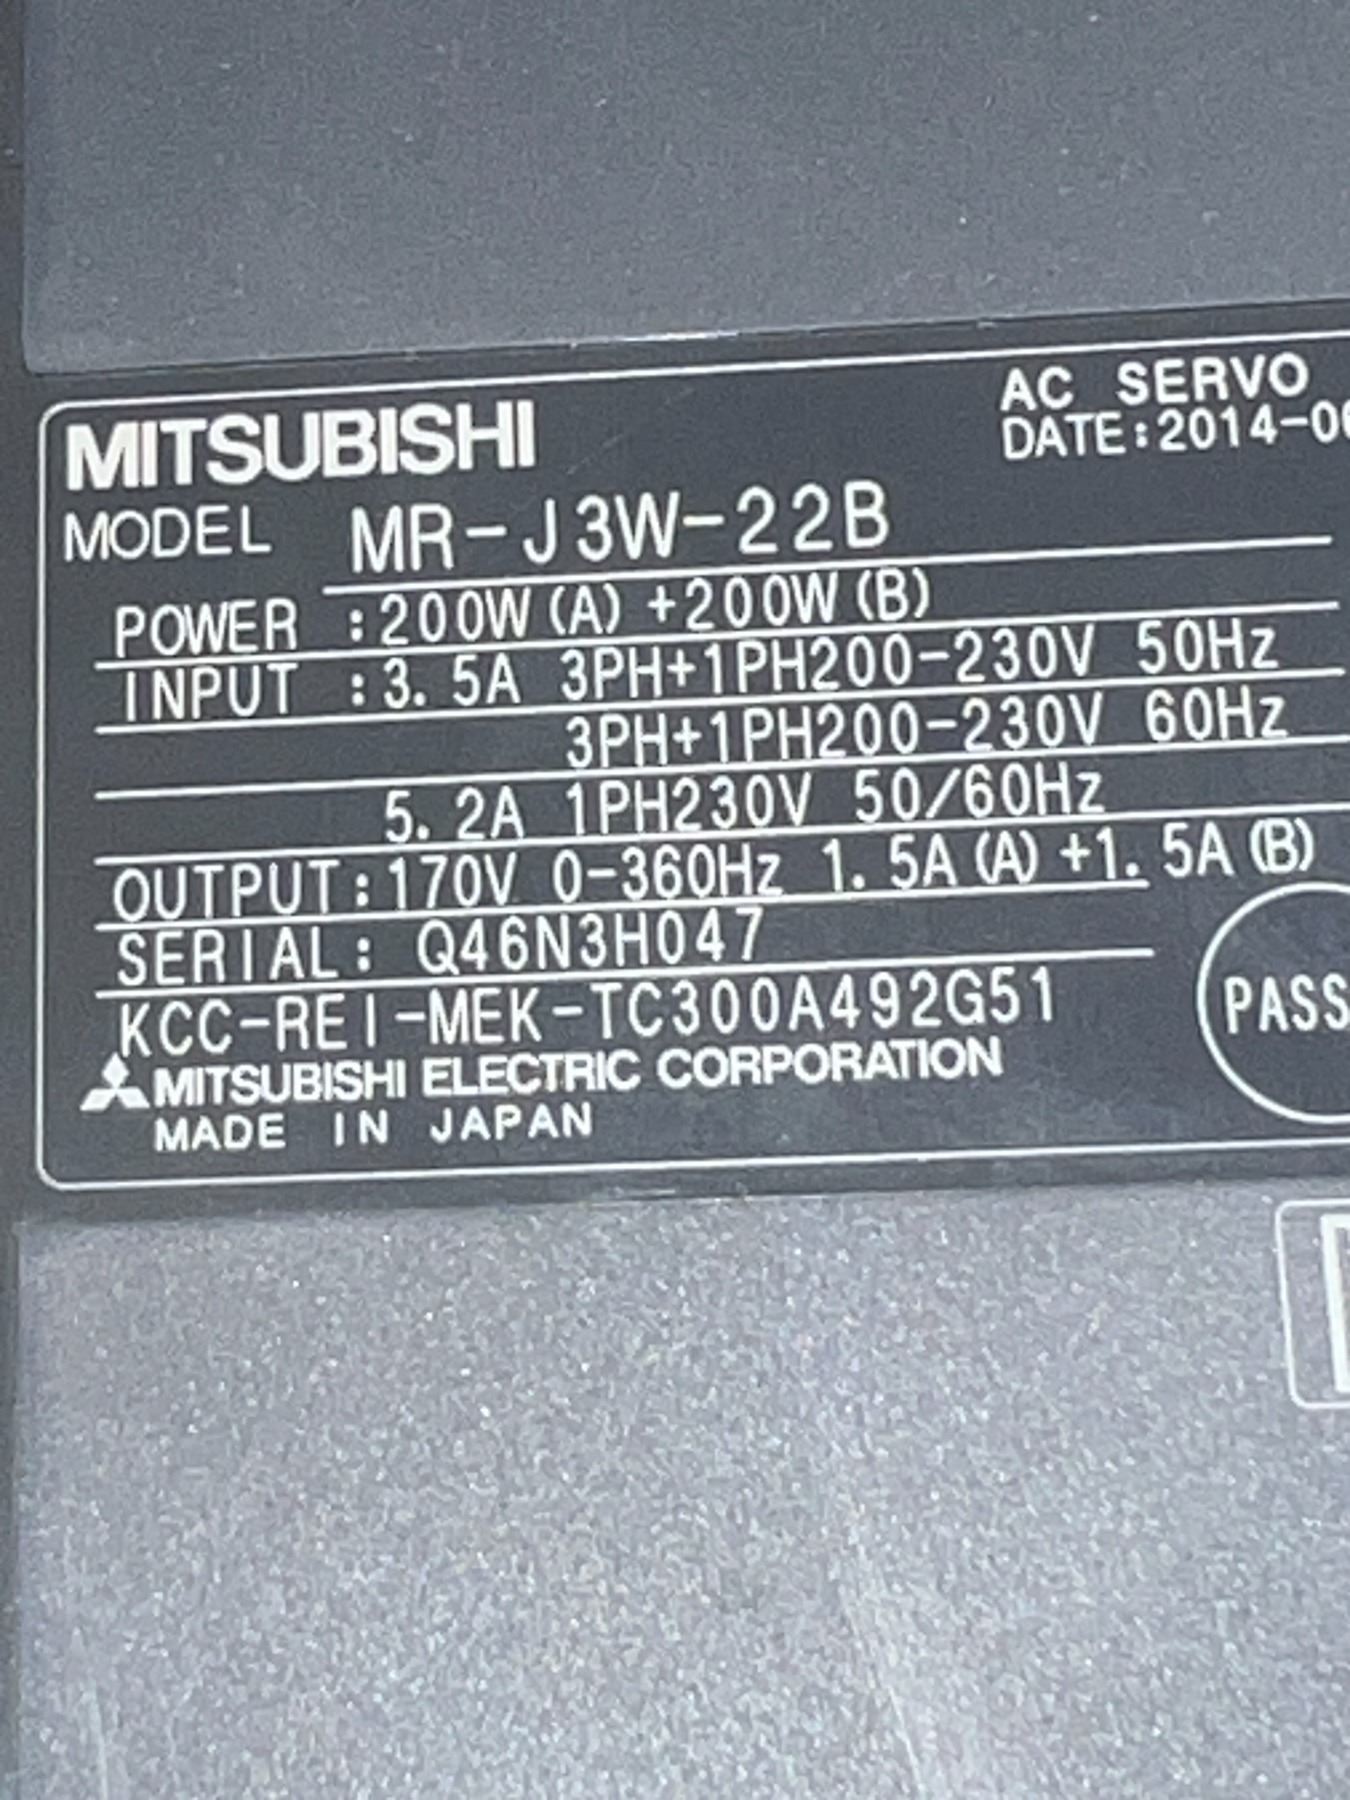 MITSUBISHI
AC SERVO
DATE:2014-0
MODEL MR-J3W-22B
POWER :200W(A)+200W(B)
INPUT :3.5A 3PH+1PH200-230V 50Hz
3PH+1PH200-230V 60Hz
5.2A 1PH230V 50/60Hz
OUTPUT:170V 0-360Hz 1.5A(A)+1.5A(B)
SERIAL: Q46N3H047
KCC-REI-MEK-TC300A492G51
PASS
MITSUBISHI ELECTRIC CORPORATION
MADE IN JAPAN